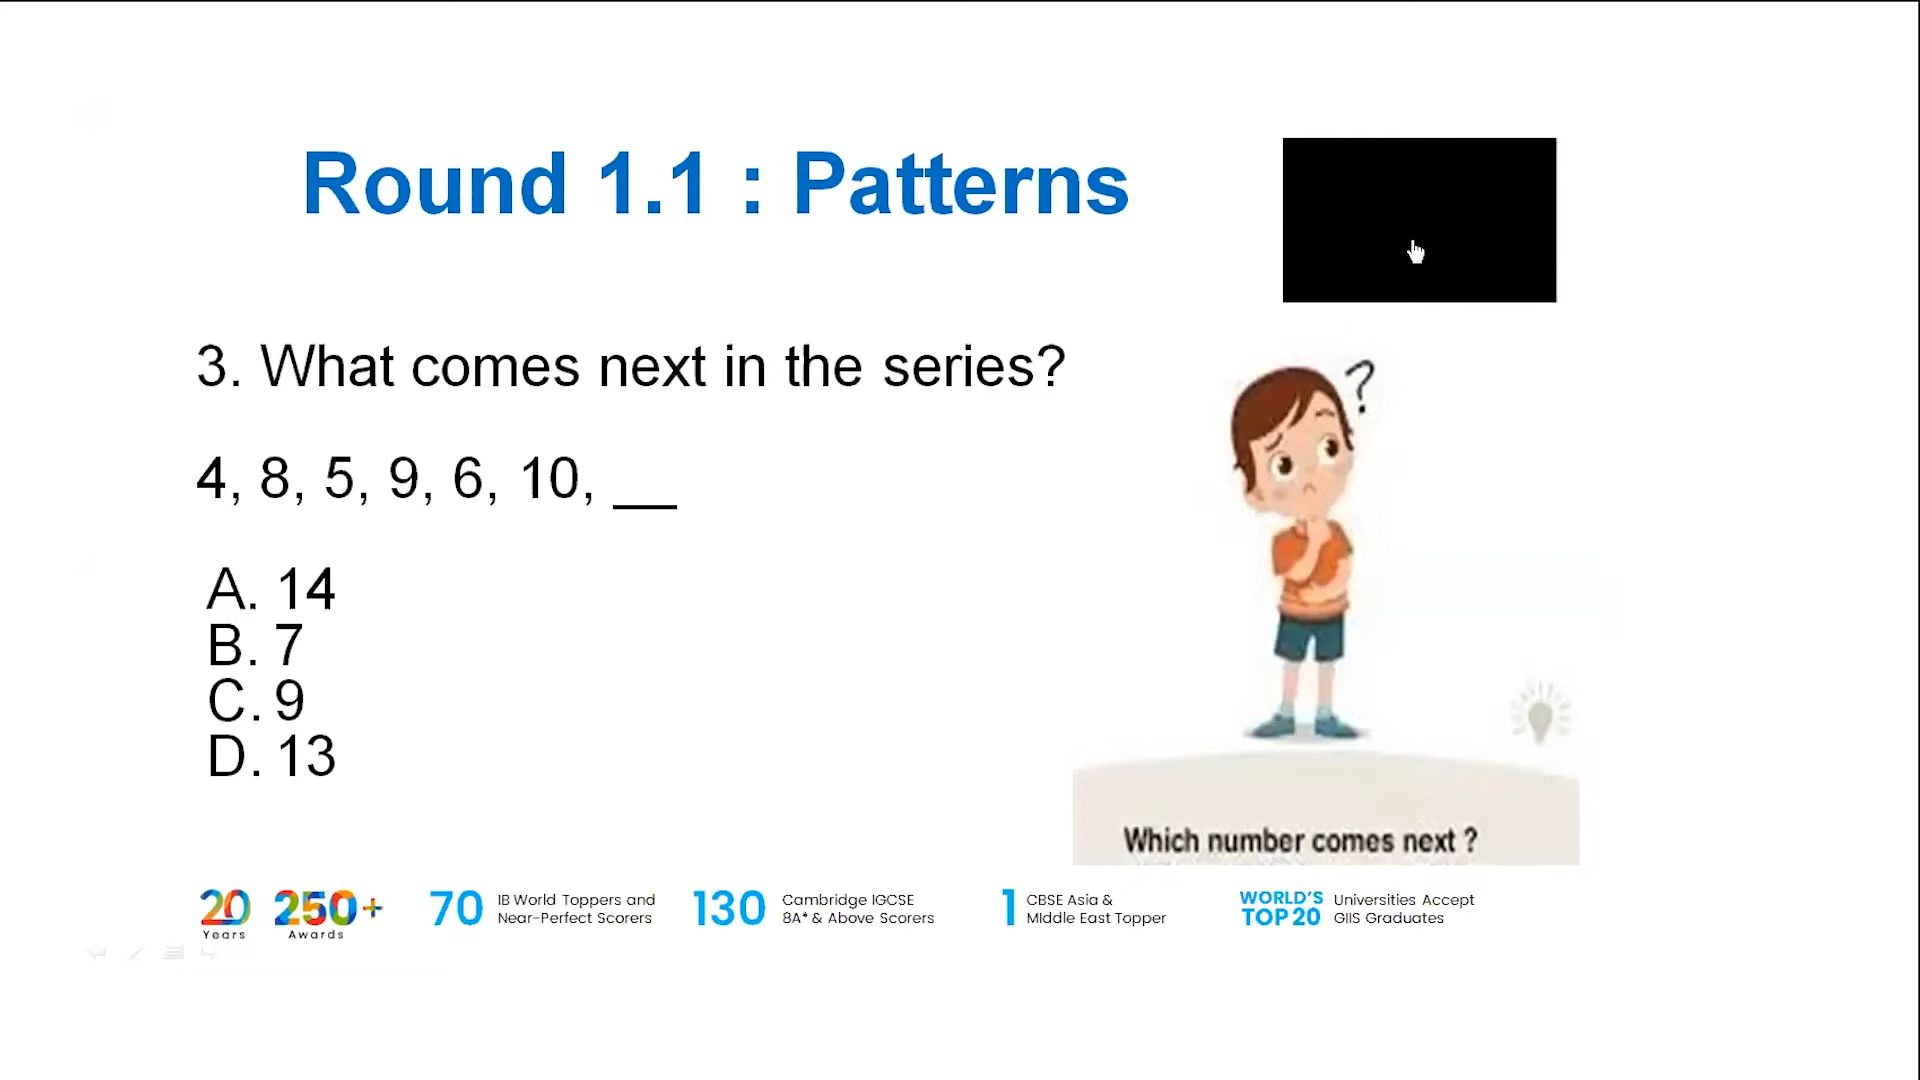 Round 1.1 : Patterns
3. What comes next in the series?
4, 8, 5, 9, 6, 10, __
A. 14
B. 7
C. 9
D. 13
?
Which number comes next ?
20 Years
250+ Awards
70 IB World Toppers and
Near-Perfect Scorers
130 Cambridge IGCSE
8A* & Above Scorers
1 CBSE Asia &
MIddle East Topper
WORLD'S TOP 20
Universities Accept
GIIS Graduates